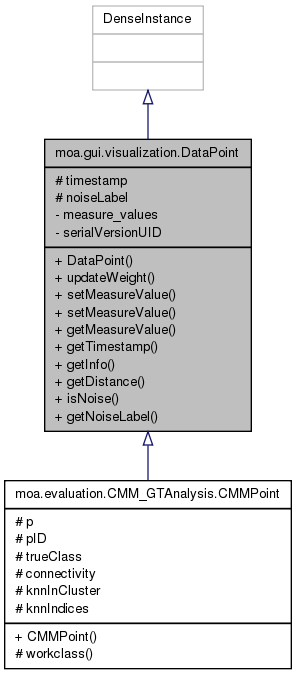 DenseInstance
moa.gui.visualization.DataPoint
# timestamp
# noiseLabel
- measure_values
- serialVersionUID
+ DataPoint()
+ updateWeight()
+ setMeasureValue()
+ setMeasureValue()
+ getMeasureValue()
+ getTimestamp()
+ getInfo()
+ getDistance()
+ isNoise()
+ getNoiseLabel()
moa.evaluation.CMM_GTAnalysis.CMMPoint
# p
# pID
# trueClass
# connectivity
# knnInCluster
# knnIndices
+ CMMPoint()
# workclass()